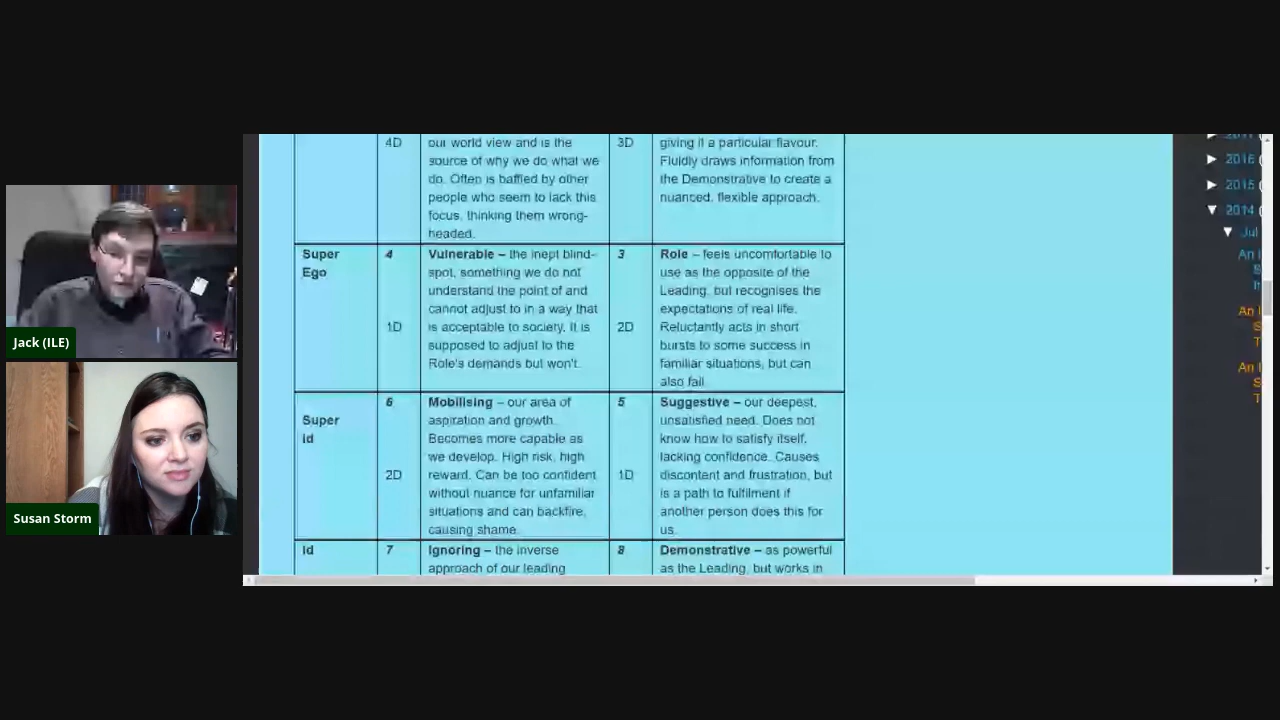 4D
our world view and is the
source of why we do what we
do. Often is baffled by other
people who seem to lack this
focus, thinking them wrong-
headed.
3D
giving it a particular flavour.
Fluidly draws information from
the Demonstrative to create a
nuanced, flexible approach.
Super
Ego
4
1D
Vulnerable – the inept blind-
spot, something we do not
understand the point of and
cannot adjust to in a way that
is acceptable to society. It is
supposed to adjust to the
Role's demands but won't.
3
2D
Role – feels uncomfortable to
use as the opposite of the
Leading, but recognises the
expectations of real life.
Reluctantly acts in short
bursts to some success in
familiar situations, but can
also fail.
Super
Id
6
2D
Mobilising – our area of
aspiration and growth.
Becomes more capable as
we develop. High risk, high
reward. Can be too confident
without nuance for unfamiliar
situations and can backfire,
causing shame.
5
1D
Suggestive – our deepest,
unsatisfied need. Does not
know how to satisfy itself,
lacking confidence. Causes
discontent and frustration, but
is a path to fulfilment if
another person does this for
us.
Id
7
Ignoring – the inverse
approach of our leading
8
Demonstrative – as powerful
as the Leading, but works in
2016 (
2015 (
2014 (
Jul
An I
S
An I
S
T
An I
S
T
Jack (ILE)
Susan Storm